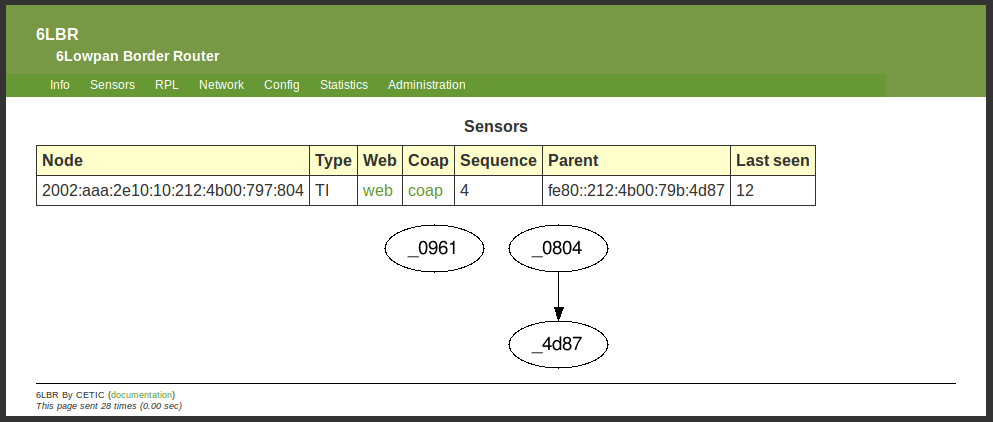 6LBR
6Lowpan Border Router
Info Sensors RPL Network Config Statistics Administration
Sensors
Node Type Web Coap Sequence Parent Last seen
2002:aaa:2e10:10:212:4b00:797:804 TI web coap 4 fe80::212:4b00:79b:4d87 12
_0961 _0804
_4d87
6LBR By CETIC (documentation)
This page sent 28 times (0.00 sec)